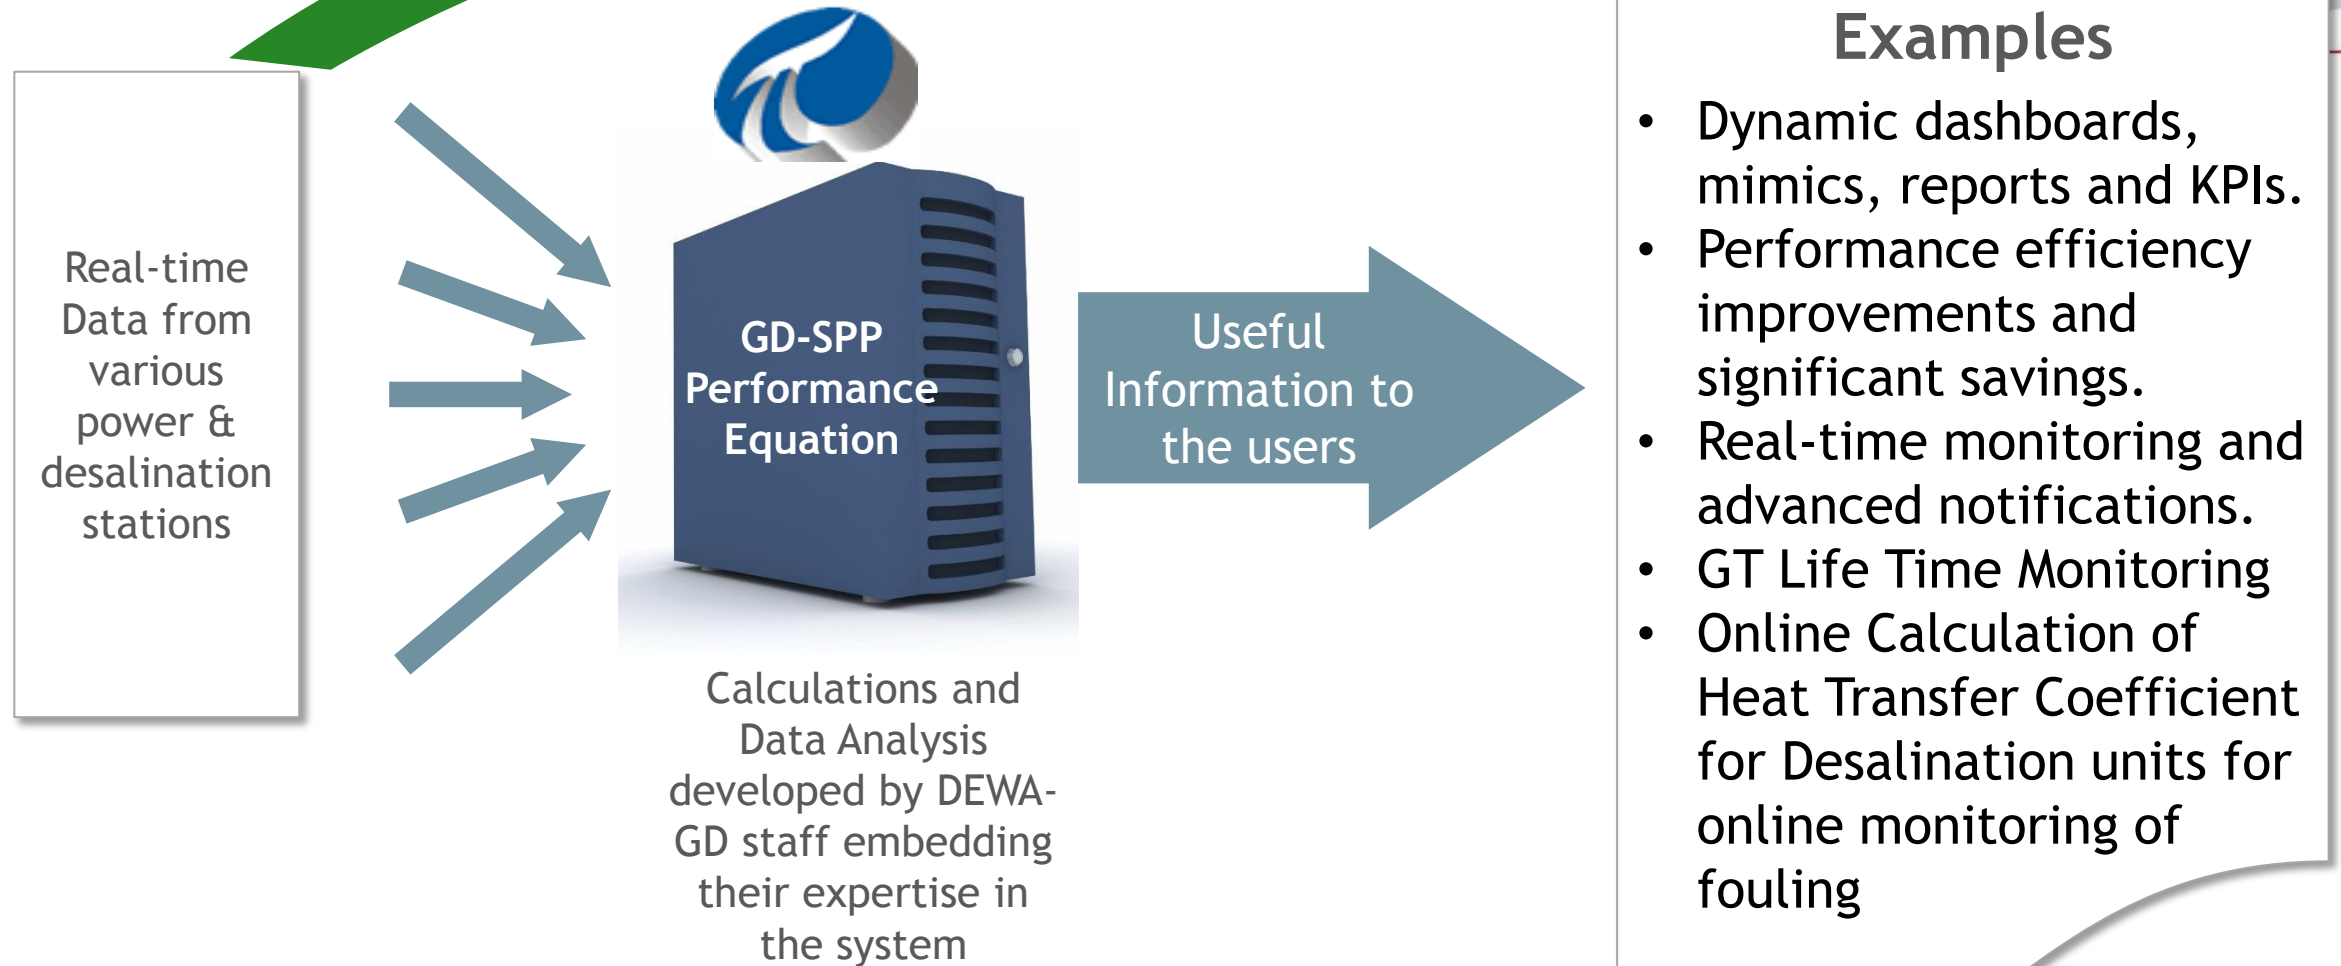 Real-time
Data from
various
power &
desalination
stations
GD-SPP
Performance
Equation
Calculations and
Data Analysis
developed by DEWA-
GD staff embedding
their expertise in
the system
Useful
Information to
the users
Examples
• Dynamic dashboards,
mimics, reports and KPIs.
• Performance efficiency
improvements and
significant savings.
• Real-time monitoring and
advanced notifications.
• GT Life Time Monitoring
• Online Calculation of
Heat Transfer Coefficient
for Desalination units for
online monitoring of
fouling